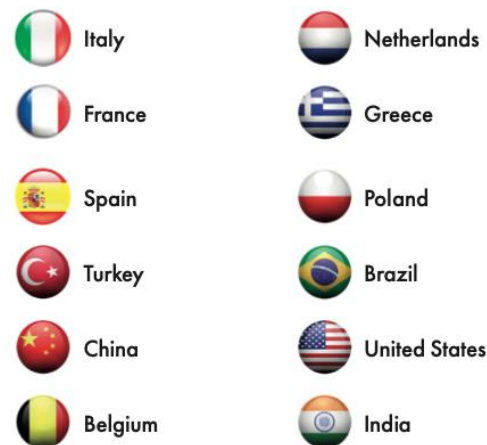 Italy
France
Spain
Turkey
China
Belgium
Netherlands
Greece
Poland
Brazil
United States
India